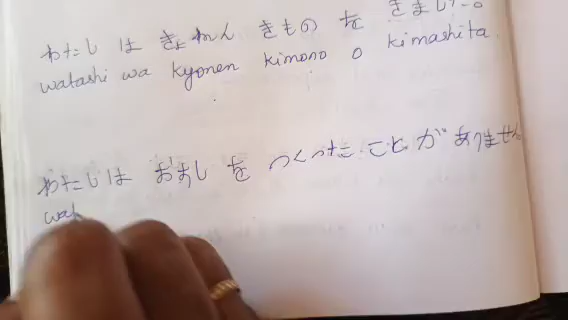 わたし は きょねん きもの を きました。
watashi wa kyonen kimono o kimashita.
わたしは おすし を つくったこと が ありません
wat